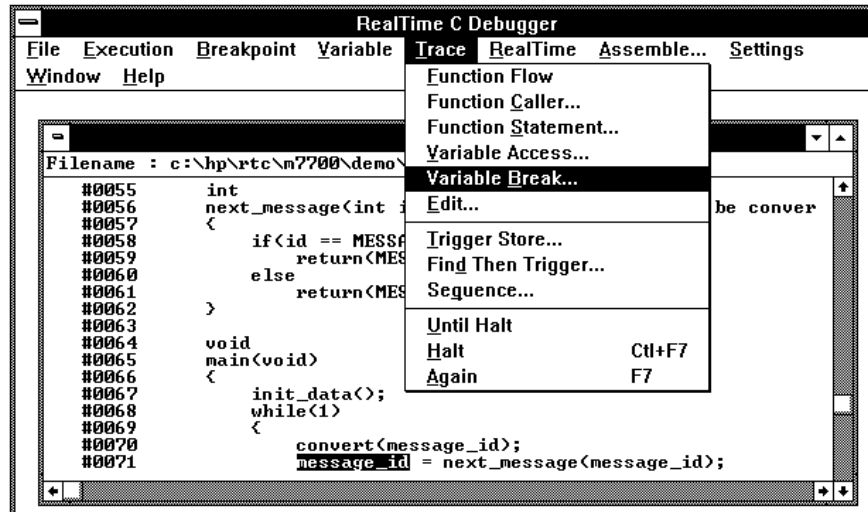 RealTime C Debugger
File Execution Breakpoint Variable Trace RealTime Assemble... Settings
Window Help
Function Flow
Function Caller...
Function Statement...
Variable Access...
Variable Break...
Edit...
Trigger Store...
Find Then Trigger...
Sequence...
Until Halt
Halt Ctl+F7
Again F7
Filename : c:\hp\rtc\m7700\demo\
#0055 int
#0056 next_message(int i be conver
#0057 {
#0058 if(id == MESSA
#0059 return(MES
#0060 else
#0061 return(MES
#0062 }
#0063
#0064 void
#0065 main(void)
#0066 {
#0067 init_data();
#0068 while(1)
#0069 {
#0070 convert(message_id);
#0071 message_id = next_message(message_id);